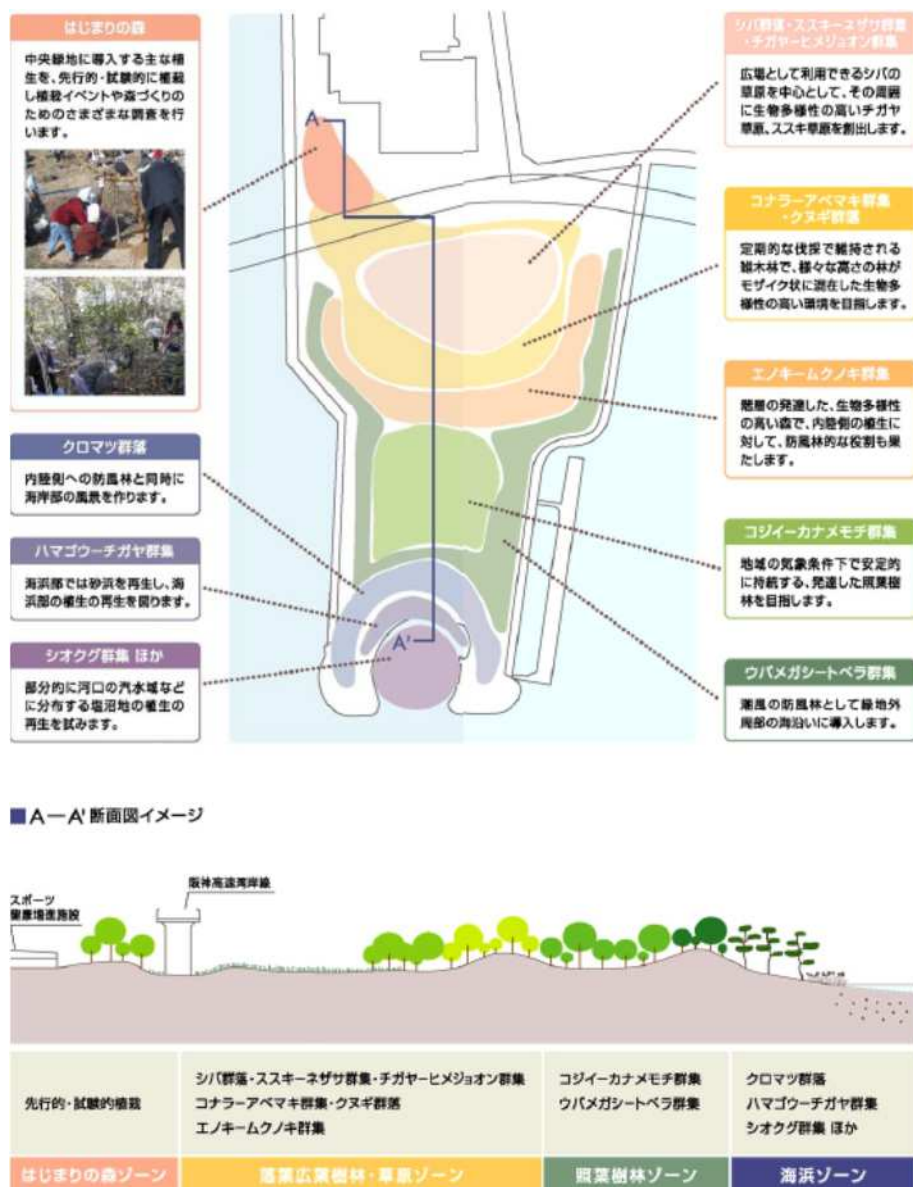 はじまりの森
中央緑地に導入する主な植
生を、先行的・試験的に植栽
し植栽イベントや森づくりの
ためのさまざまな調査を行
います。
クロマツ群落
内陸側への防風林と同時に
海岸部の風景を作ります。
ハマゴウーチガヤ群集
海浜部では砂浜を再生し、海
浜部の植生の再生を図ります。
シオクグ群集 ほか
部分的に河口の汽水域など
に分布する塩沼地の植生の
再生を試みます。
A
A'
シバ群落・ススキーネザサ群集
・チガヤーヒメジョオン群集
広場として利用できるシバの
草原を中心として、その周囲
に生物多様性の高いチガヤ
草原、ススキ草原を創出します。
コナラーアベマキ群集
・クヌギ群落
定期的な伐採で維持される
雑木林で、様々な高さの林が
モザイク状に混在した生物多
様性の高い環境を目指します。
エノキームクノキ群集
階層の発達した、生物多様性
の高い森で、内陸側の植生に
対して、防風林的な役割も果
たします。
コジイーカナメモチ群集
地域の気象条件下で安定的
に持続する、発達した照葉樹
林を目指します。
ウバメガシートベラ群集
潮風の防風林として緑地外
周部の海沿いに導入します。
■A—A'断面図イメージ
スポーツ
健康増進施設
阪神高速湾岸線
先行的・試験的植栽
シバ群落・ススキーネザサ群集・チガヤーヒメジョオン群集
コナラーアベマキ群集・クヌギ群落
エノキームクノキ群集
コジイーカナメモチ群集
ウバメガシートベラ群集
クロマツ群落
ハマゴウーチガヤ群集
シオクグ群集 ほか
はじまりの森ゾーン
落葉広葉樹林・草原ゾーン
照葉樹林ゾーン
海浜ゾーン